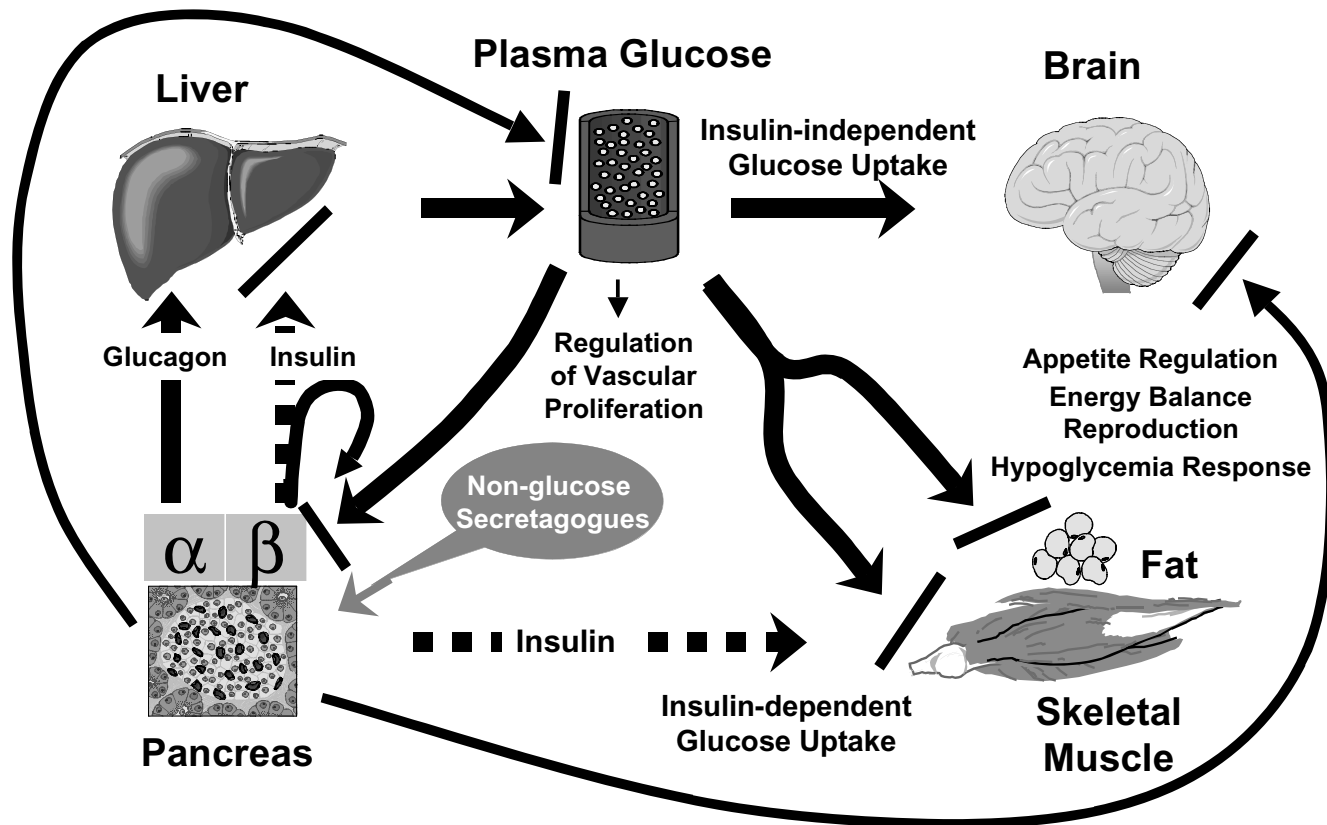 Plasma Glucose
Brain
Liver
Insulin-independent
Glucose Uptake
Glucagon
Insulin
Regulation
of Vascular
Proliferation
Appetite Regulation
Energy Balance
Reproduction
Hypoglycemia Response
Non-glucose
Secretagogues
α
β
Fat
Insulin
Insulin-dependent
Glucose Uptake
Skeletal
Muscle
Pancreas